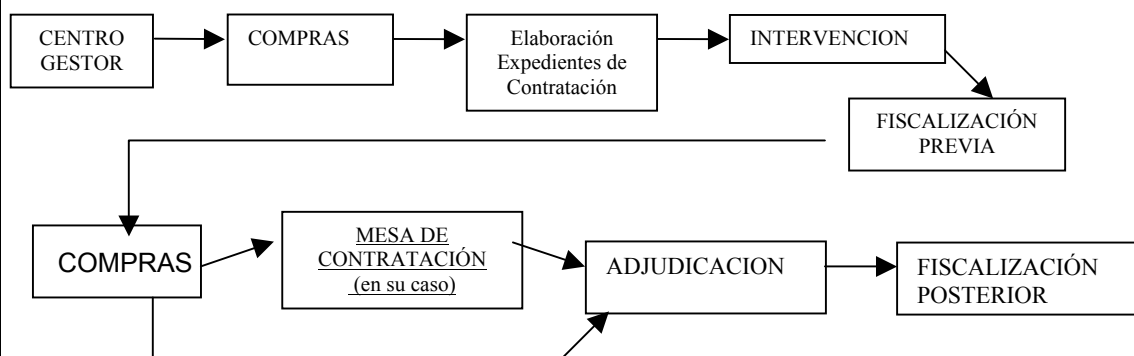 CENTRO
GESTOR
COMPRAS
Elaboración
Expedientes de
Contratación
INTERVENCION
FISCALIZACIÓN
PREVIA
COMPRAS
MESA DE
CONTRATACIÓN
(en su caso)
ADJUDICACION
FISCALIZACIÓN
POSTERIOR